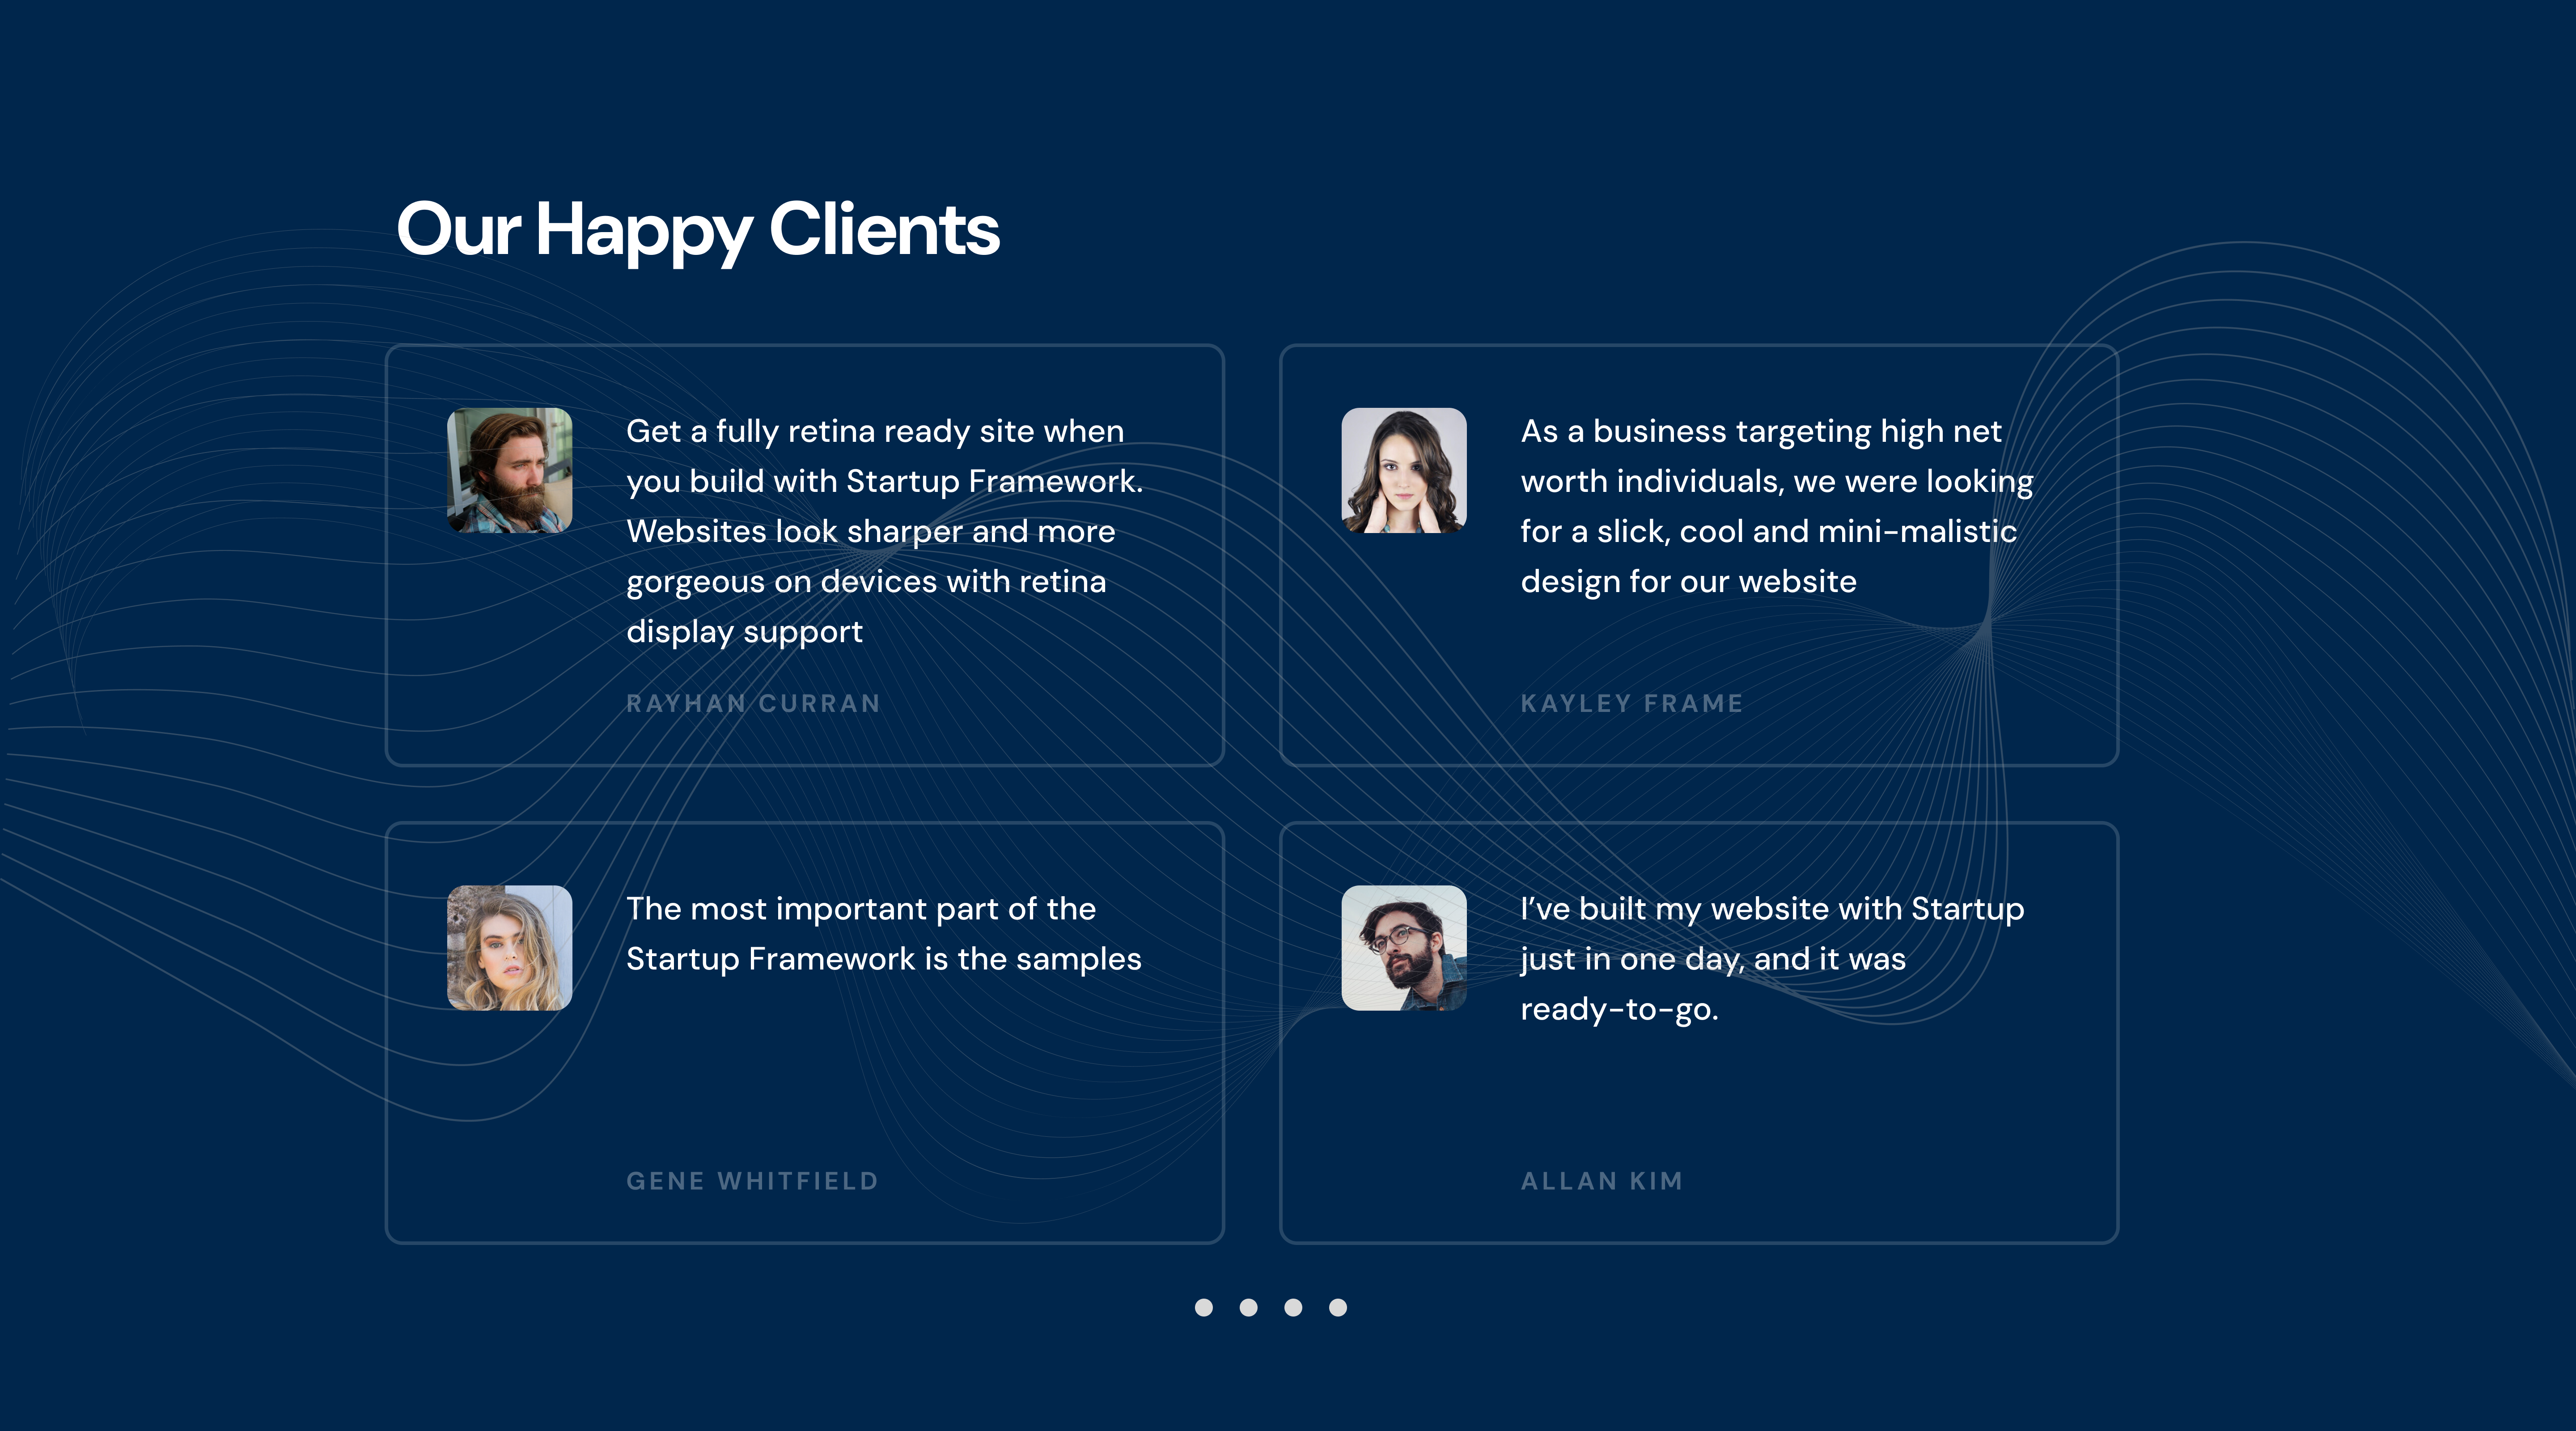 Our Happy Clients
Get a fully retina ready site when
you build with Startup Framework.
Websites look sharper and more
gorgeous on devices with retina
display support
RAYHAN CURRAN
As a business targeting high net
worth individuals, we were looking
for a slick, cool and mini-malistic
design for our website
KAYLEY FRAME
The most important part of the
Startup Framework is the samples
GENE WHITFIELD
I’ve built my website with Startup
just in one day, and it was
ready-to-go.
ALLAN KIM